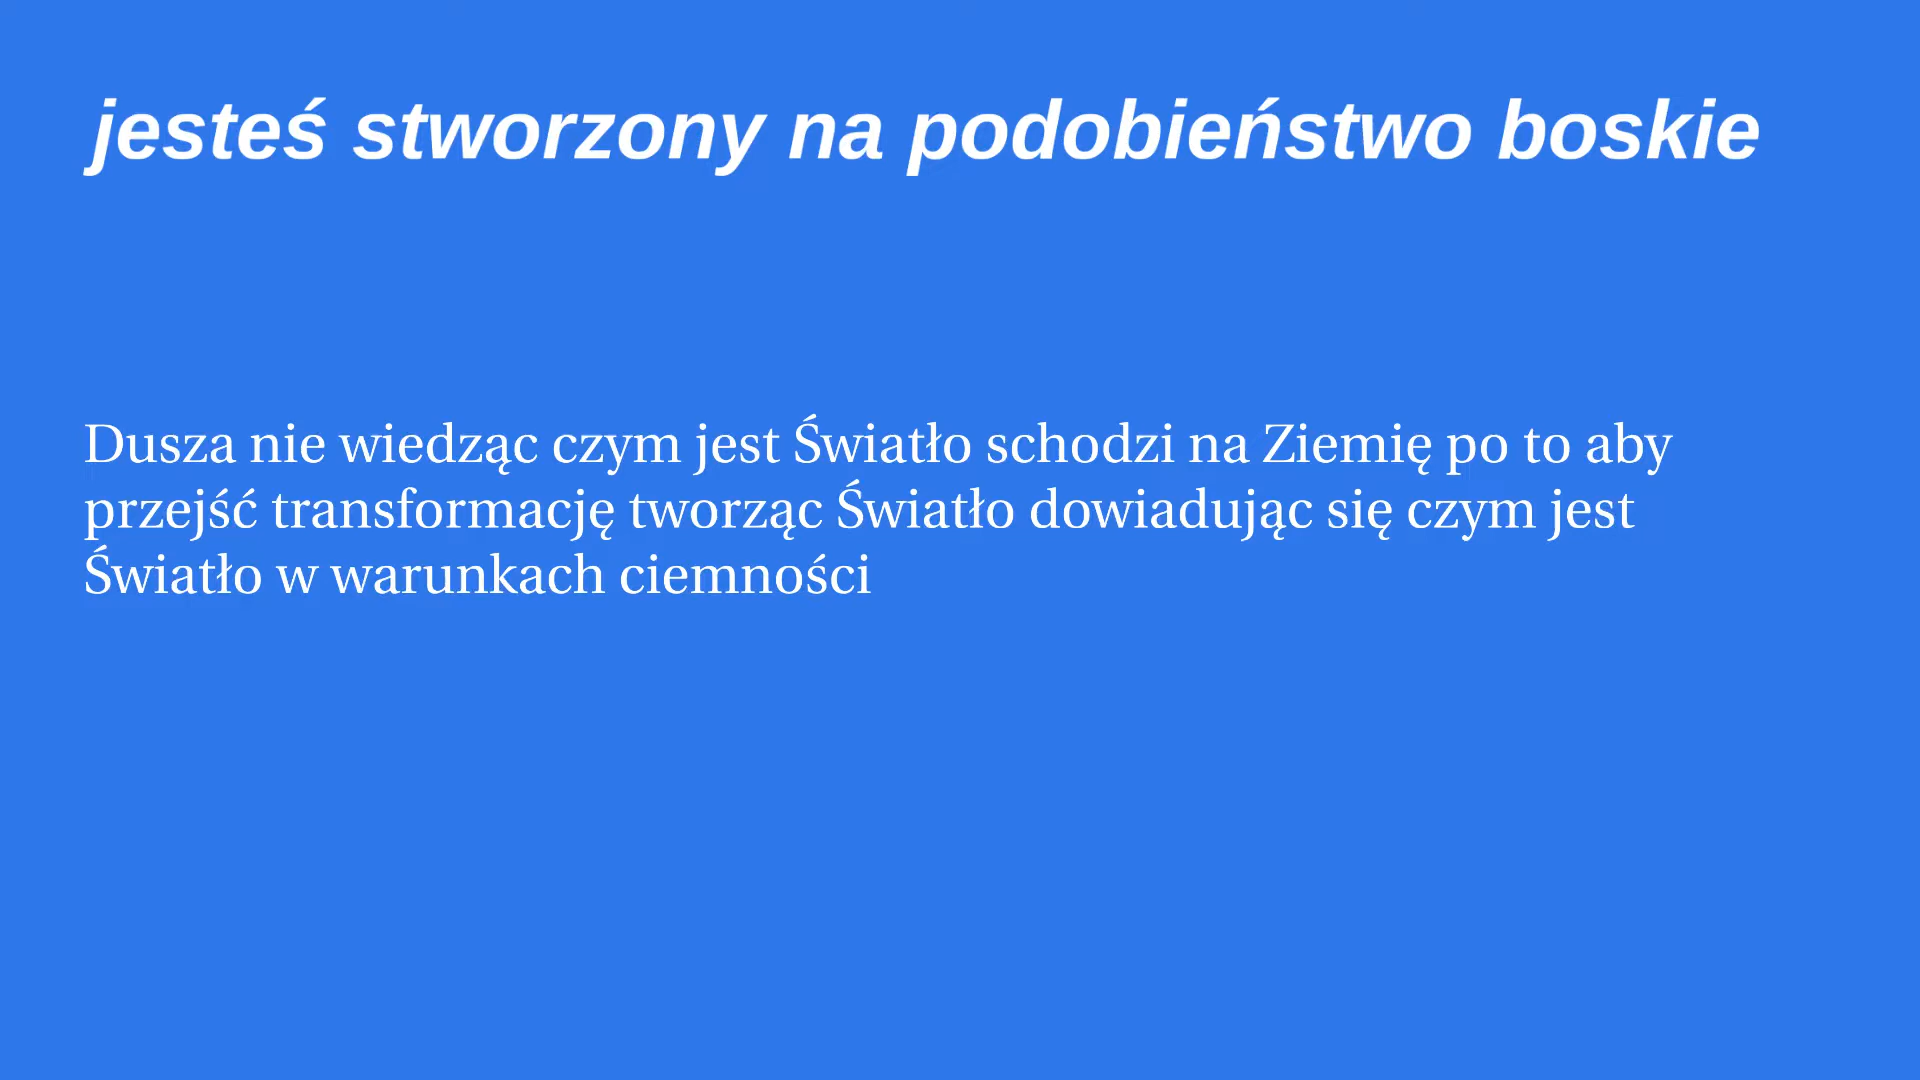 jesteś stworzony na podobieństwo boskie
Dusza nie wiedząc czym jest Światło schodzi na Ziemię po to aby
przejść transformację tworząc Światło dowiadując się czym jest
Światło w warunkach ciemności